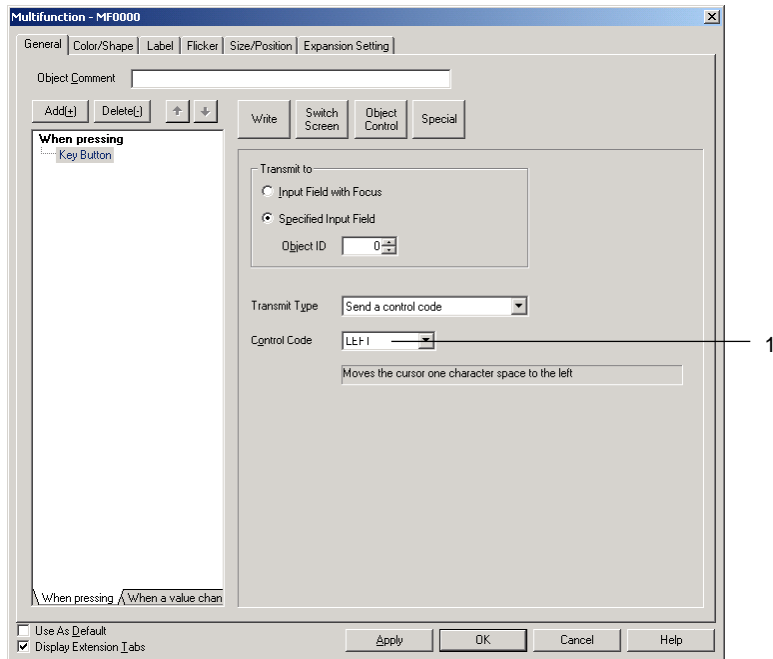 Multifunction - MF0000
General Color/Shape Label Flicker Size/Position Expansion Setting
Object Comment
Add(+) Delete(-)
Write Switch Screen Object Control Special
When pressing
Key Button
Transmit to
Input Field with Focus
Specified Input Field
Object ID 0
Transmit Type Send a control code
Control Code LEFT
1
Moves the cursor one character space to the left
When pressing When a value chan
Use As Default
Display Extension Tabs
Apply OK Cancel Help